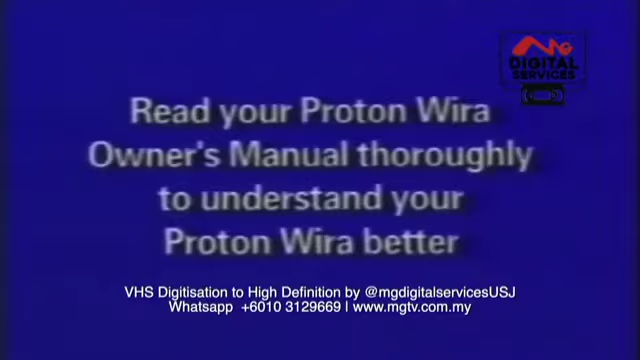 MG
DIGITAL
SERVICES
Read your Proton Wira
Owner's Manual thoroughly
to understand your
Proton Wira better
VHS Digitisation to High Definition by @mgdigitalservicesUSJ
Whatsapp +6010 3129669 | www.mgtv.com.my